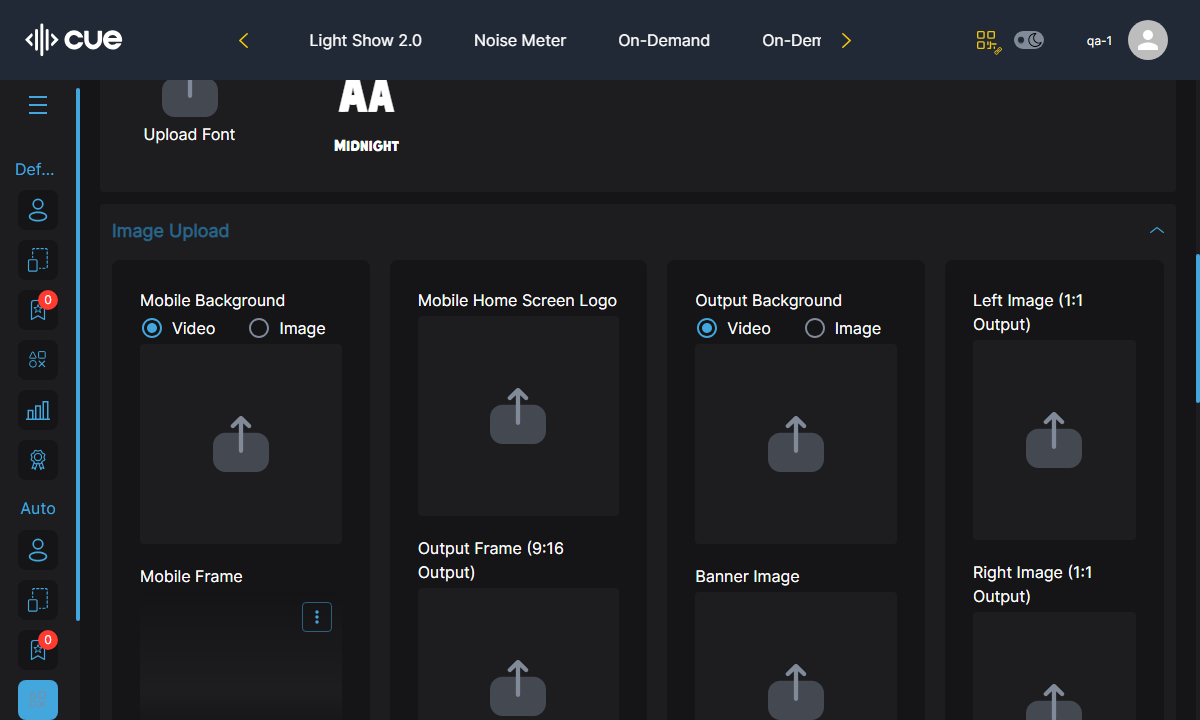 cue
Light Show 2.0
Noise Meter
On-Demand
On-Dem
qa-1
Def...
0
Auto
0
Upload Font
AA
MIDNIGHT
Image Upload
Mobile Background
Video
Image
Mobile Frame
Mobile Home Screen Logo
Output Frame (9:16
Output)
Output Background
Video
Image
Banner Image
Left Image (1:1
Output)
Right Image (1:1
Output)